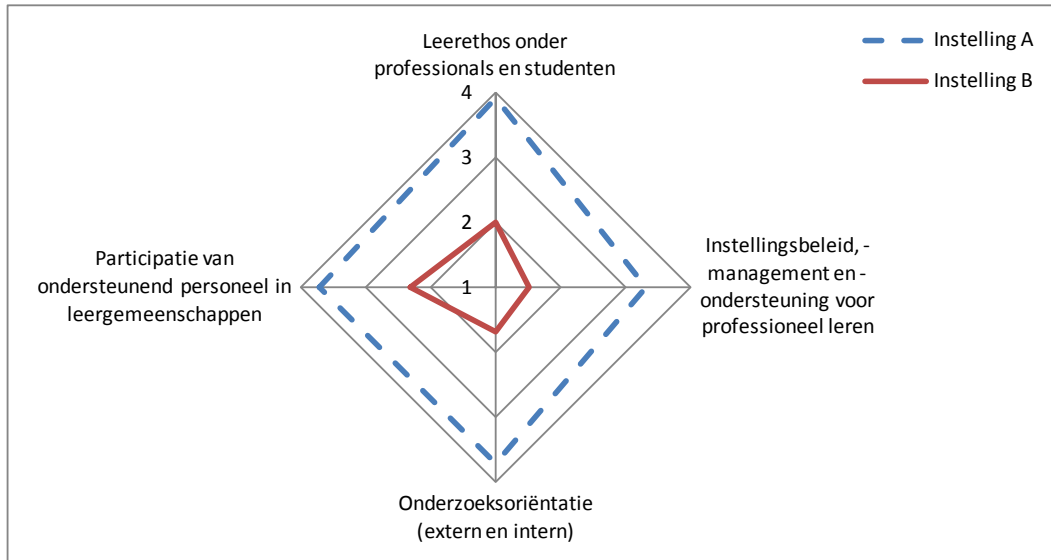 Leerethos onder
professionals en studenten
Instelling A
Instelling B
4
3
2
1
Participatie van
ondersteunend personeel in
leergemeenschappen
Instellingsbeleid, -
management en -
ondersteuning voor
professioneel leren
Onderzoeksoriëntatie
(extern en intern)